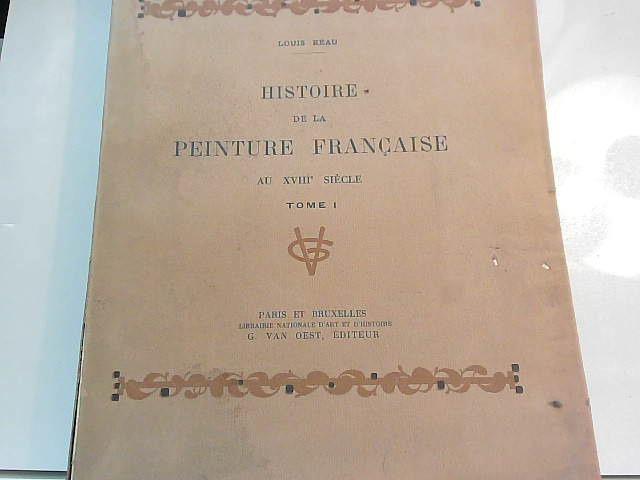 LOUIS RÉAU
HISTOIRE
DE LA
PEINTURE FRANÇAISE
AU XVIIIe SIÈCLE
TOME I
VG
PARIS ET BRUXELLES
LIBRAIRIE NATIONALE D'ART ET D'HISTOIRE
G. VAN OEST, ÉDITEUR